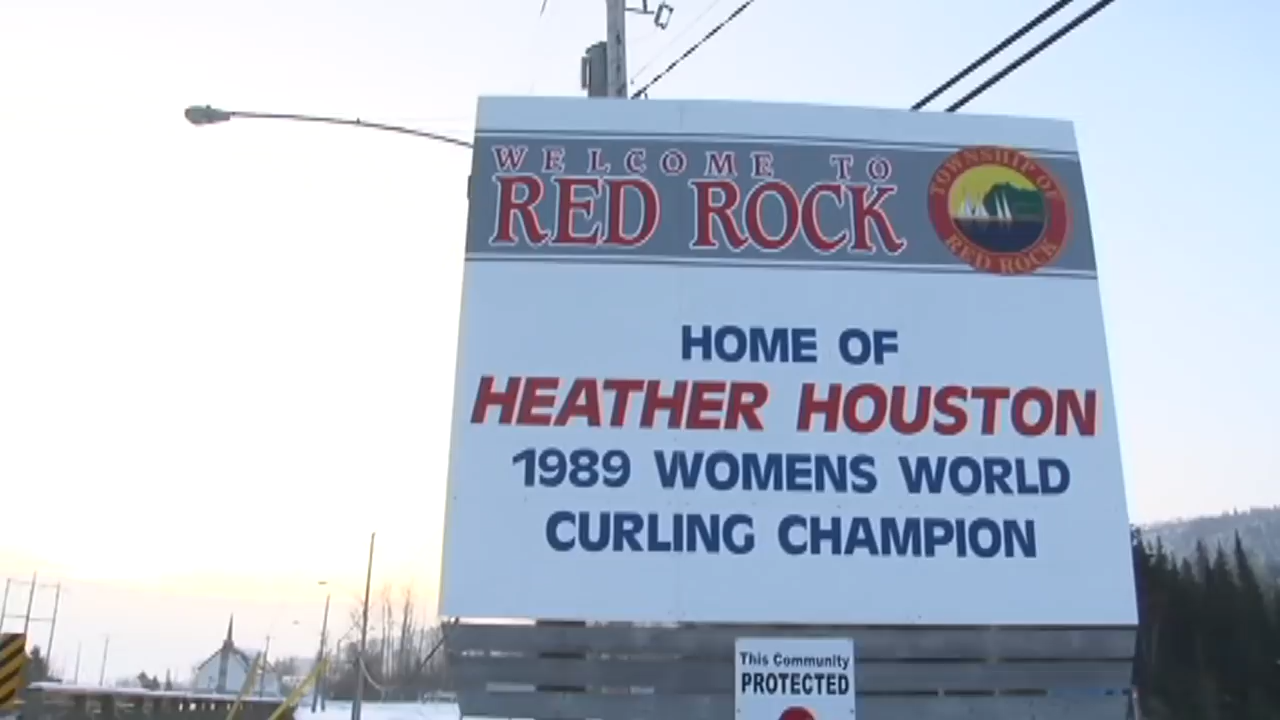 WELCOME TO
RED ROCK
TOWNSHIP OF
RED ROCK
HOME OF
HEATHER HOUSTON
1989 WOMENS WORLD
CURLING CHAMPION
This Community
PROTECTED